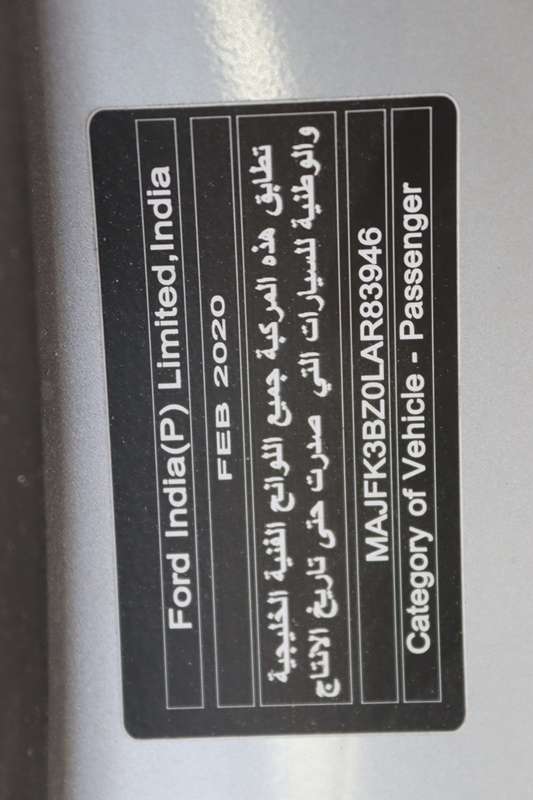 Ford India(P) Limited,India
FEB 2020
تطابق هذه المركبة جميع اللوائح الفنية الخليجية
والوطنية للسيارات التي صدرت حتى تاريخ الانتاج
MAJFK3BZ0LAR83946
Category of Vehicle - Passenger